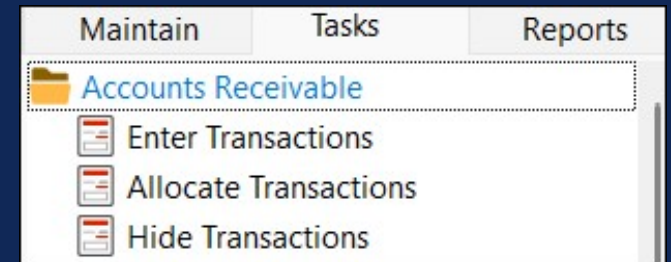 Maintain Tasks Reports
Accounts Receivable
Enter Transactions
Allocate Transactions
Hide Transactions